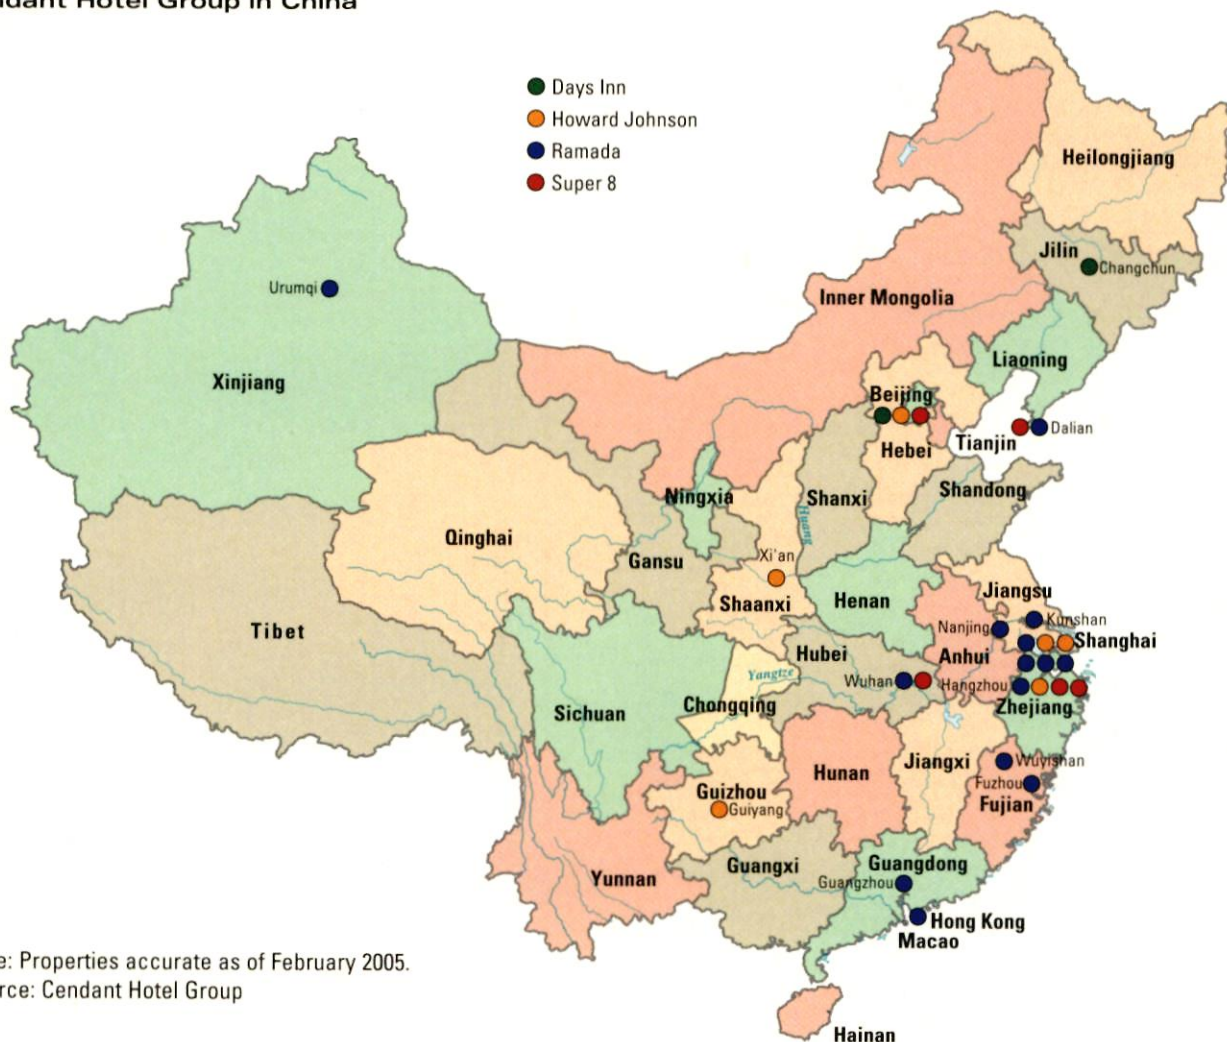 ndant Hotel Group in China
Days Inn
Howard Johnson
Ramada
Super 8
Heilongjiang
Jilin
Changchun
Urumqi
Inner Mongolia
Liaoning
Xinjiang
Beijing
Dalian
Tianjin
Hebei
Shandong
Ningxia
Shanxi
Huang
Qinghai
Gansu
Xi'an
Jiangsu
Shaanxi
Henan
Kunshan
Tibet
Nanjing
Shanghai
Hubei
Anhui
Yangtze
Wuhan
Hangzhou
Chongqing
Zhejiang
Sichuan
Jiangxi
Wuyishan
Hunan
Fuzhou
Guizhou
Fujian
Guiyang
Guangxi
Guangdong
Yunnan
Guangzhou
Hong Kong
Macao
e: Properties accurate as of February 2005.
rce: Cendant Hotel Group
Hainan